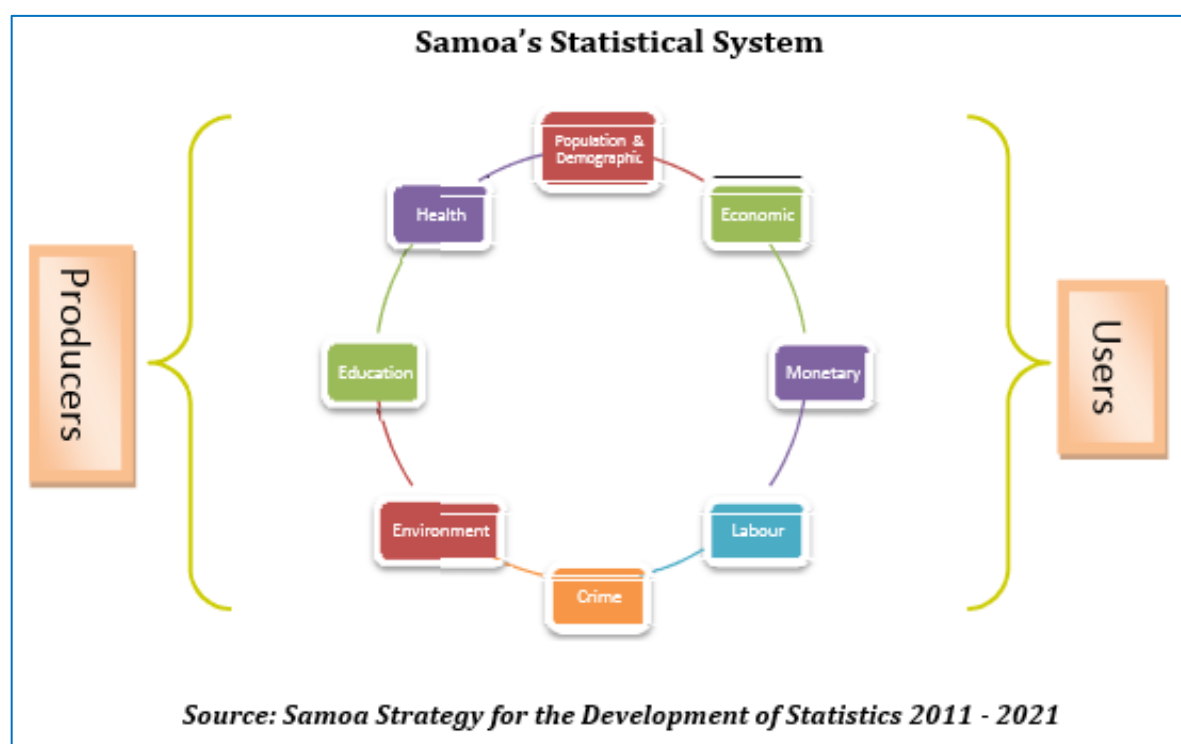 Samoa's Statistical System
Population &
Demographic
Health
Economic
Producers
Users
Education
Monetary
Environment
Labour
Crime
Source: Samoa Strategy for the Development of Statistics 2011 - 2021